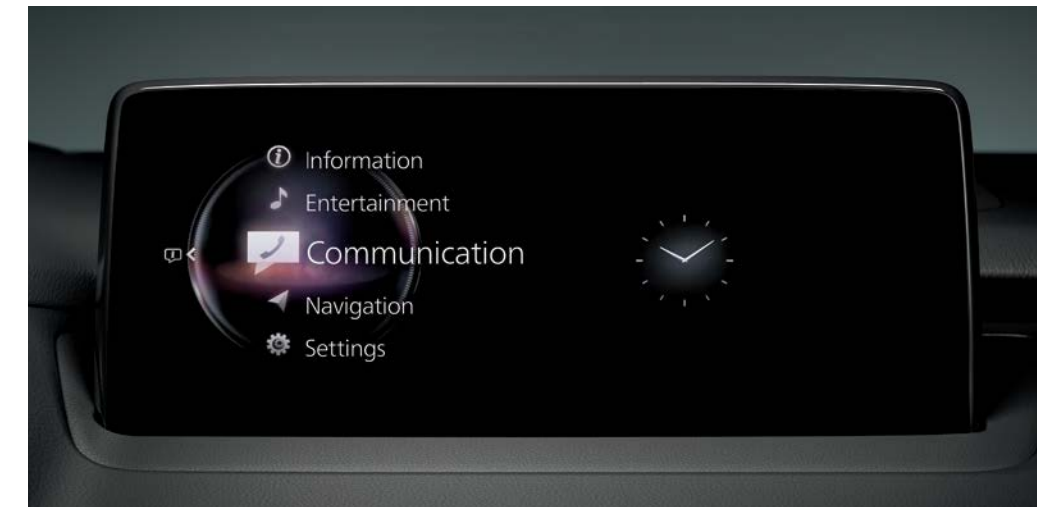 Information
Entertainment
Communication
Navigation
Settings